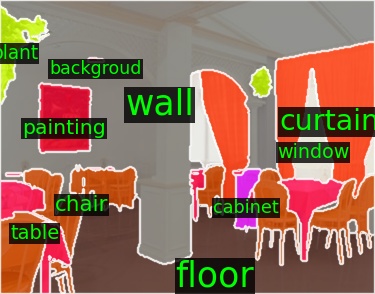 plant
backgroud
wall
curtain
painting
window
chair
cabinet
table
floor